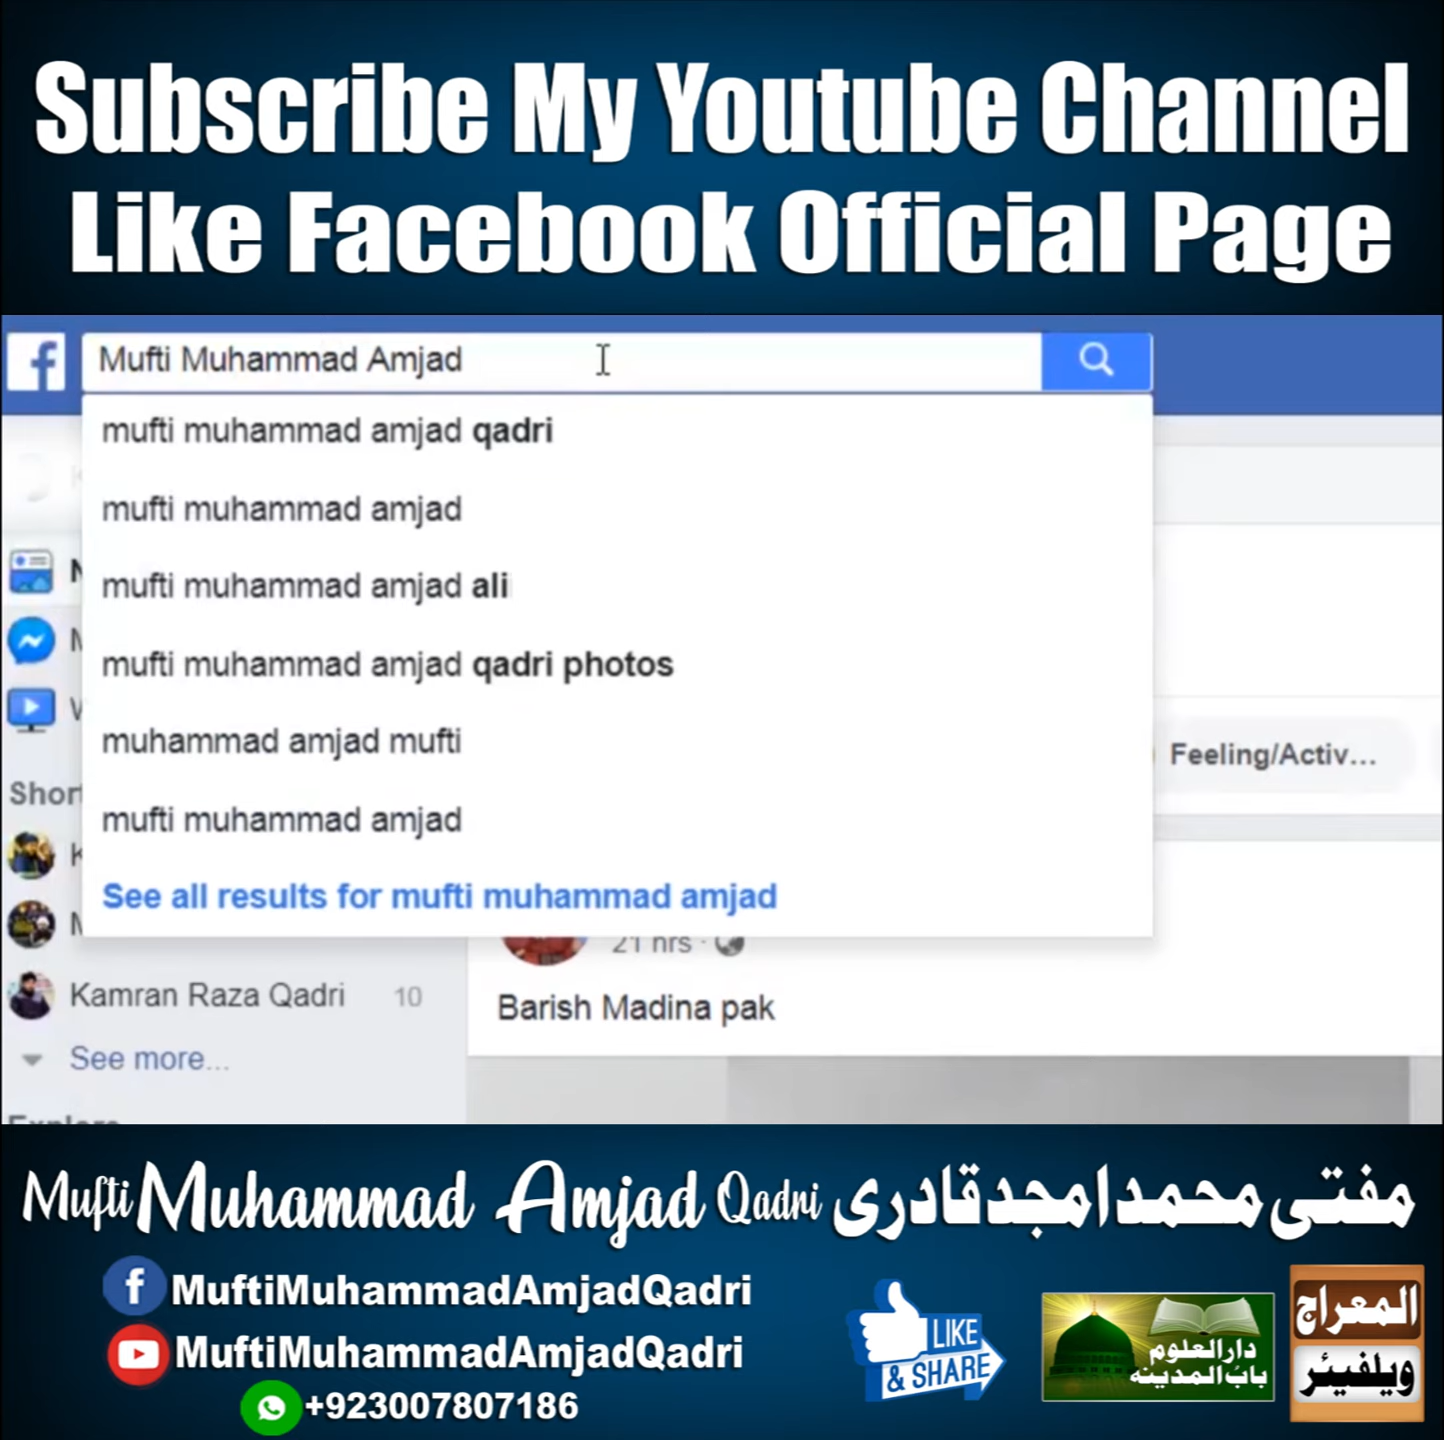 Subscribe My Youtube Channel
Like Facebook Official Page
Mufti Muhammad Amjad
mufti muhammad amjad qadri
mufti muhammad amjad
mufti muhammad amjad ali
mufti muhammad amjad qadri photos
muhammad amjad mufti
mufti muhammad amjad
See all results for mufti muhammad amjad
Feeling/Activ...
Shor
21 hrs
Kamran Raza Qadri 10
Barish Madina pak
See more...
Explore
Mufti Muhammad Amjad Qadri مفتی محمد امجد قادری
MuftiMuhammadAmjadQadri
MuftiMuhammadAmjadQadri
+923007807186
LIKE
& SHARE
دارالعلوم
باب المدینہ
المعراج
ویلفیئر